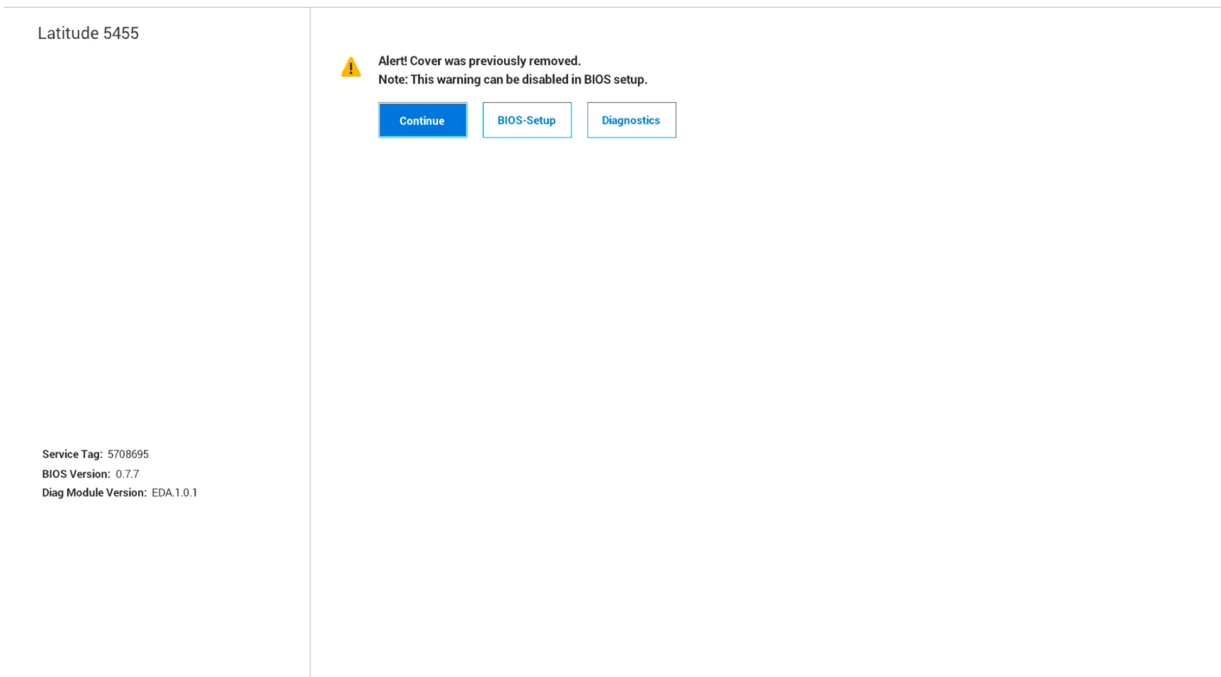 Latitude 5455
Alert! Cover was previously removed.
Note: This warning can be disabled in BIOS setup.
Continue
BIOS-Setup
Diagnostics
Service Tag: 5708695
BIOS Version: 0.7.7
Diag Module Version: EDA.1.0.1